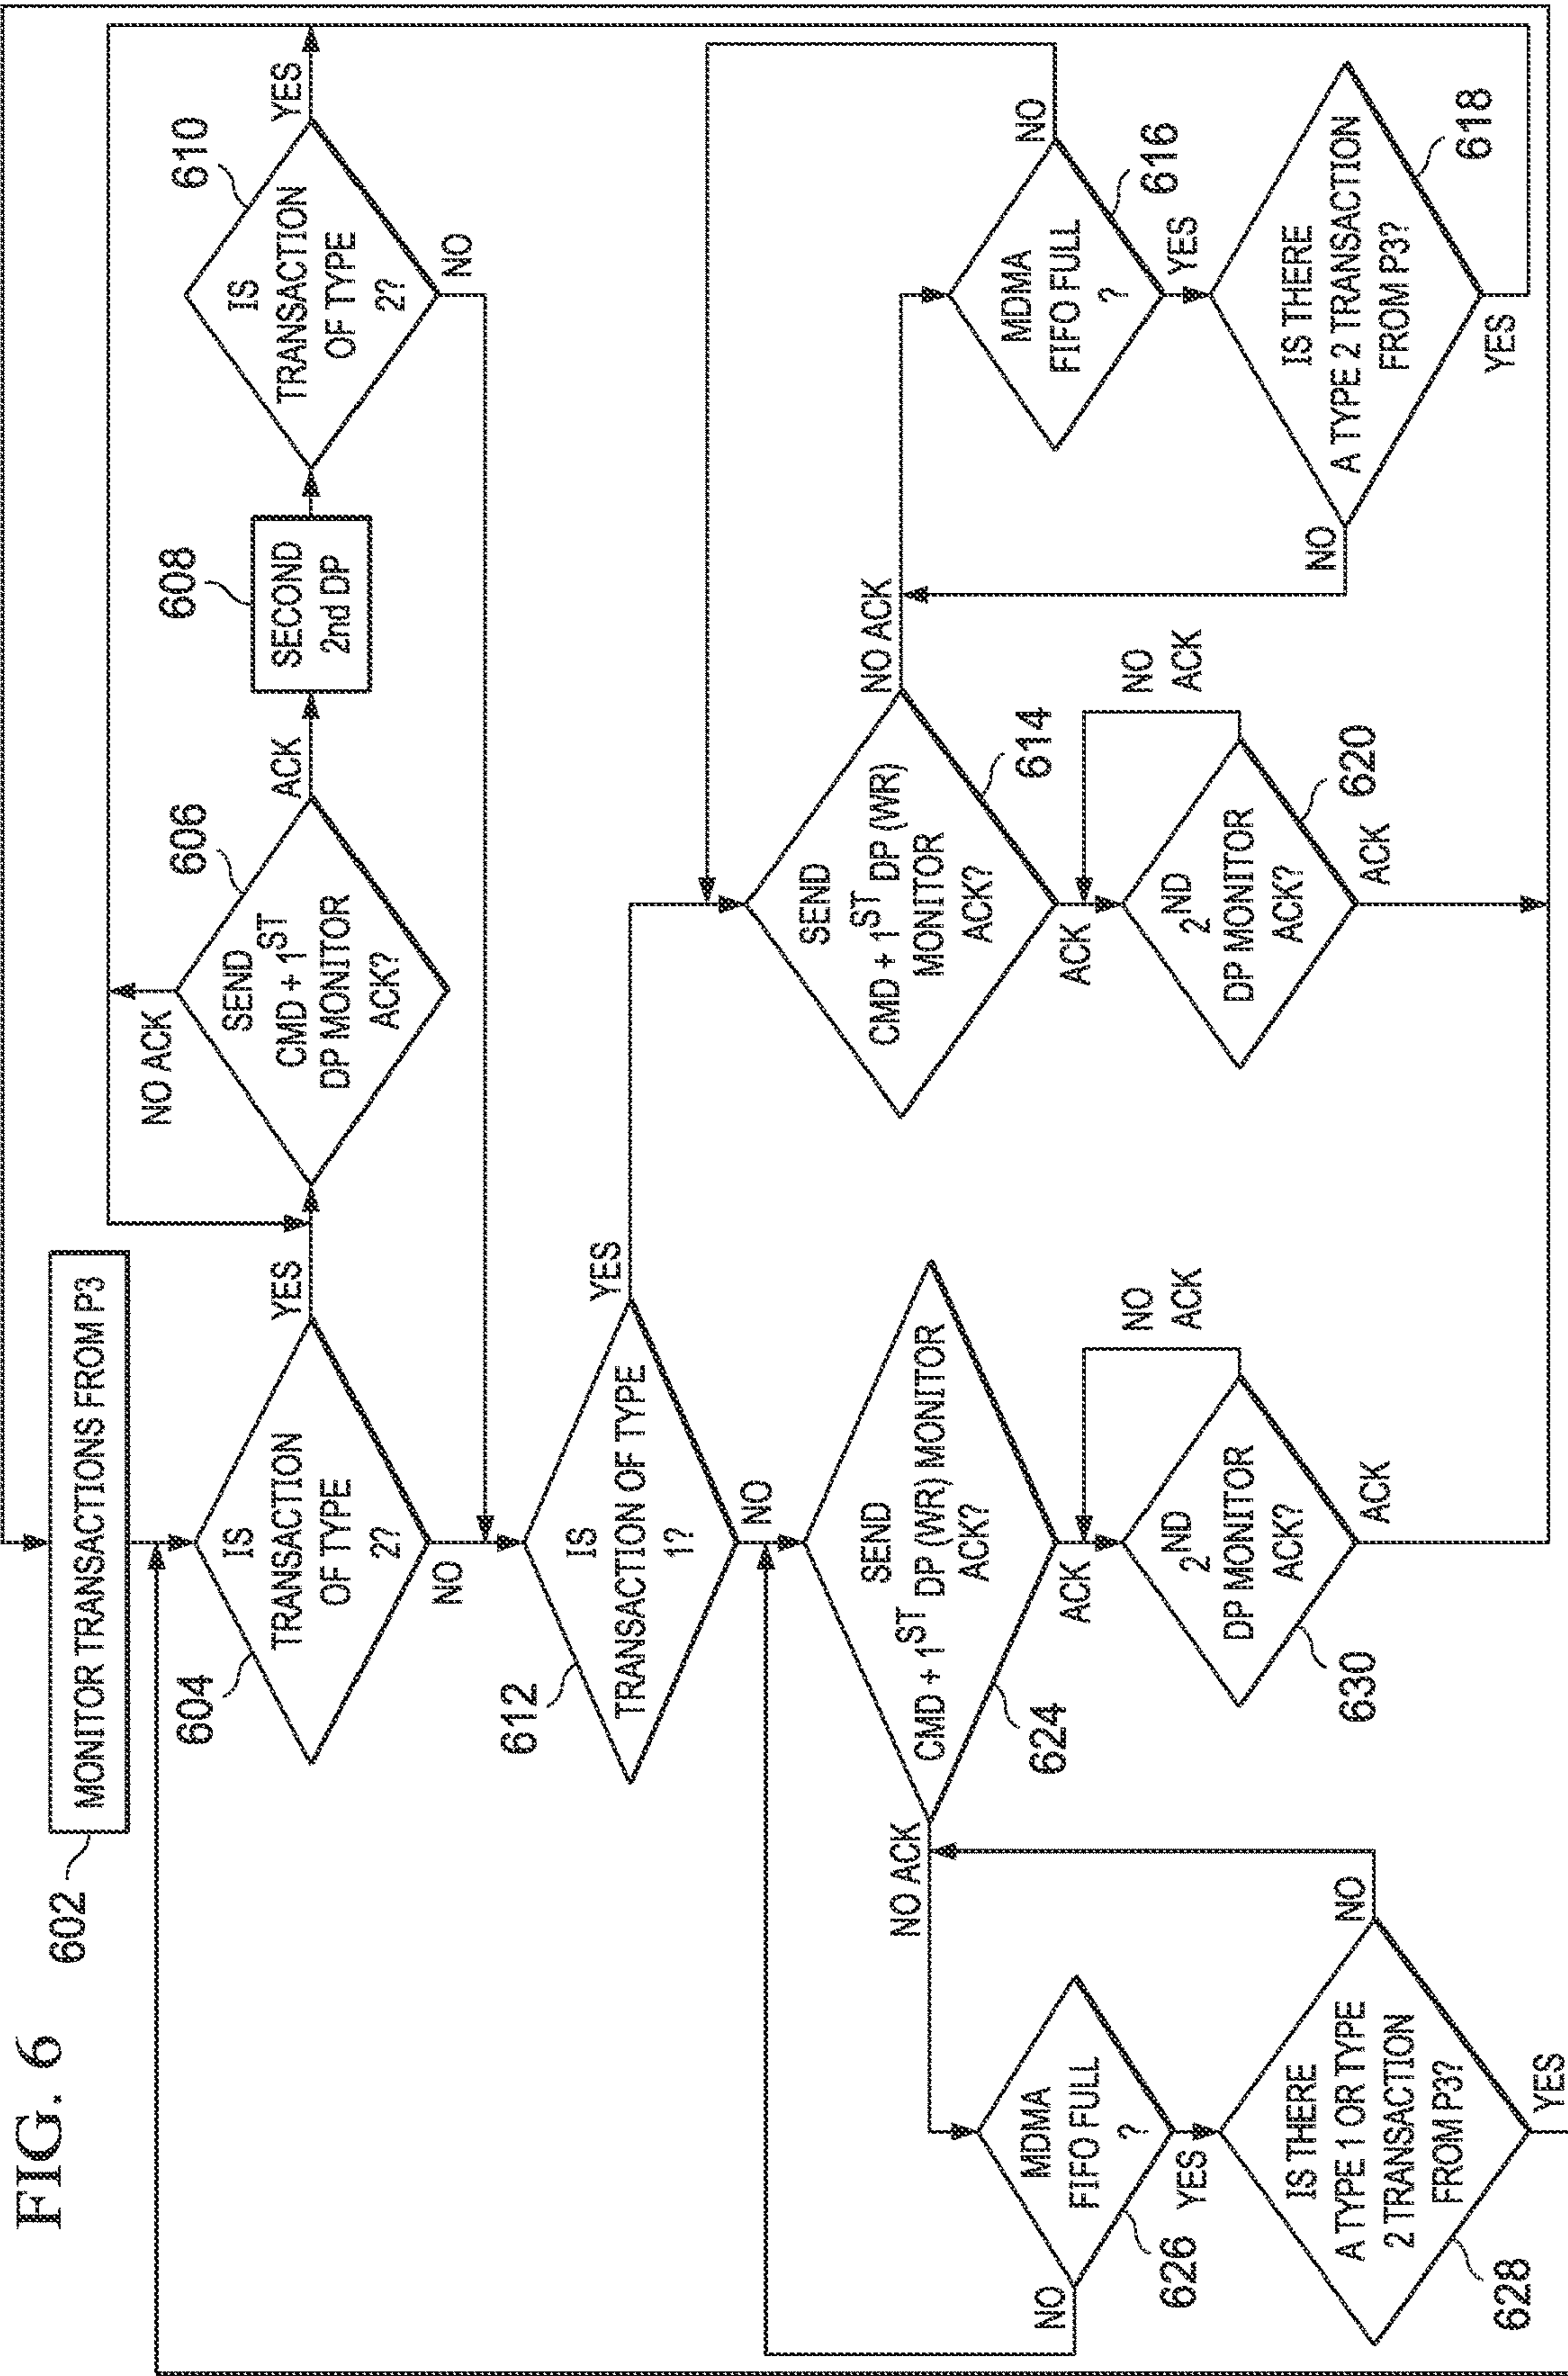 FIG. 6
602
MONITOR TRANSACTIONS FROM P3
604
IS
TRANSACTION
OF TYPE
2?
YES
NO
606
SEND
CMD + 1ST
DP MONITOR
ACK?
NO ACK
ACK
608
SECOND
2nd DP
610
IS
TRANSACTION
OF TYPE
2?
YES
NO
612
IS
TRANSACTION OF TYPE
1?
YES
NO
614
SEND
CMD + 1ST DP (WR)
MONITOR
ACK?
NO ACK
ACK
616
MDMA
FIFO FULL
?
NO
YES
618
IS THERE
A TYPE 2 TRANSACTION
FROM P3?
NO
YES
620
2ND
DP MONITOR
ACK?
NO
ACK
ACK
624
SEND
CMD + 1ST DP (WR) MONITOR
ACK?
NO ACK
ACK
626
MDMA
FIFO FULL
?
NO
YES
628
IS THERE
A TYPE 1 OR TYPE
2 TRANSACTION
FROM P3?
NO
YES
630
2ND
DP MONITOR
ACK?
NO
ACK
ACK